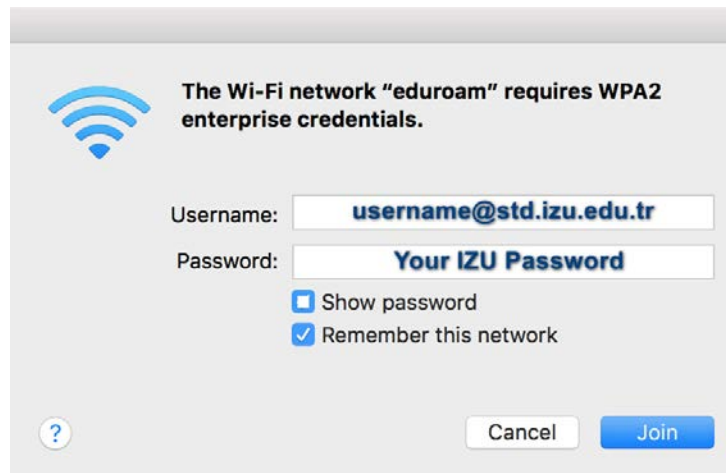 The Wi-Fi network “eduroam” requires WPA2
enterprise credentials.
Username: username@std.izu.edu.tr
Password: Your IZU Password
Show password
Remember this network
? Cancel Join